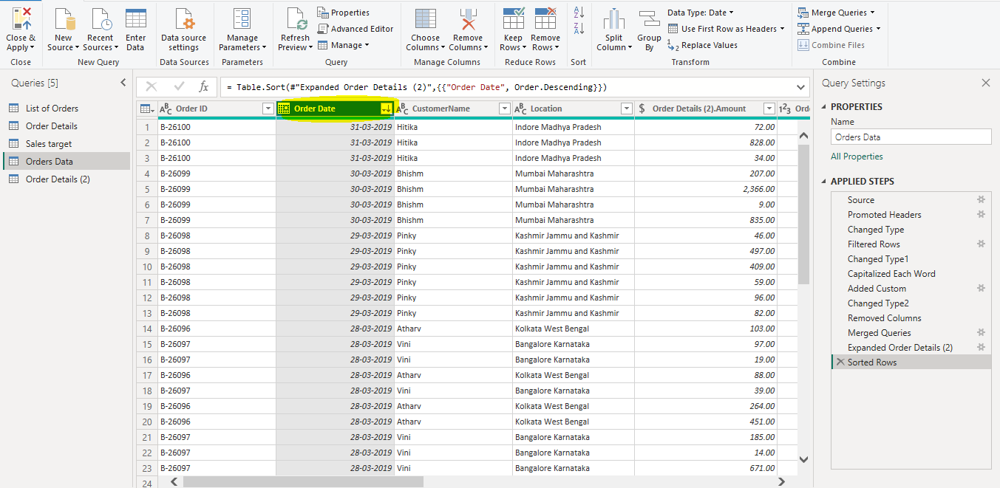 Close & Apply
New Source
Recent Sources
Enter Data
Data source settings
Manage Parameters
Refresh Preview
Properties
Advanced Editor
Manage
Choose Columns
Remove Columns
Keep Rows
Remove Rows
A Z
Z A
Split Column
Group By
Data Type: Date
Use First Row as Headers
1 2 Replace Values
Merge Queries
Append Queries
Combine Files
Close
New Query
Data Sources
Parameters
Query
Manage Columns
Reduce Rows
Sort
Transform
Combine
Queries [5]
List of Orders
Order Details
Sales target
Orders Data
Order Details (2)
fx = Table.Sort(#"Expanded Order Details (2)",{{"Order Date", Order.Descending}})
ABC Order ID Order Date ABC CustomerName ABC Location $ Order Details (2).Amount 123 Ord
1 B-26100 31-03-2019 Hitika Indore Madhya Pradesh 72.00
2 B-26100 31-03-2019 Hitika Indore Madhya Pradesh 828.00
3 B-26100 31-03-2019 Hitika Indore Madhya Pradesh 34.00
4 B-26099 30-03-2019 Bhishm Mumbai Maharashtra 207.00
5 B-26099 30-03-2019 Bhishm Mumbai Maharashtra 2,366.00
6 B-26099 30-03-2019 Bhishm Mumbai Maharashtra 9.00
7 B-26099 30-03-2019 Bhishm Mumbai Maharashtra 835.00
8 B-26098 29-03-2019 Pinky Kashmir Jammu and Kashmir 46.00
9 B-26098 29-03-2019 Pinky Kashmir Jammu and Kashmir 497.00
10 B-26098 29-03-2019 Pinky Kashmir Jammu and Kashmir 409.00
11 B-26098 29-03-2019 Pinky Kashmir Jammu and Kashmir 59.00
12 B-26098 29-03-2019 Pinky Kashmir Jammu and Kashmir 96.00
13 B-26098 29-03-2019 Pinky Kashmir Jammu and Kashmir 82.00
14 B-26096 28-03-2019 Atharv Kolkata West Bengal 103.00
15 B-26097 28-03-2019 Vini Bangalore Karnataka 97.00
16 B-26097 28-03-2019 Vini Bangalore Karnataka 19.00
17 B-26096 28-03-2019 Atharv Kolkata West Bengal 88.00
18 B-26097 28-03-2019 Vini Bangalore Karnataka 39.00
19 B-26096 28-03-2019 Atharv Kolkata West Bengal 264.00
20 B-26096 28-03-2019 Atharv Kolkata West Bengal 451.00
21 B-26097 28-03-2019 Vini Bangalore Karnataka 185.00
22 B-26097 28-03-2019 Vini Bangalore Karnataka 14.00
23 B-26097 28-03-2019 Vini Bangalore Karnataka 671.00
24
Query Settings
PROPERTIES
Name
Orders Data
All Properties
APPLIED STEPS
Source
Promoted Headers
Changed Type
Filtered Rows
Changed Type1
Capitalized Each Word
Added Custom
Changed Type2
Removed Columns
Merged Queries
Expanded Order Details (2)
Sorted Rows